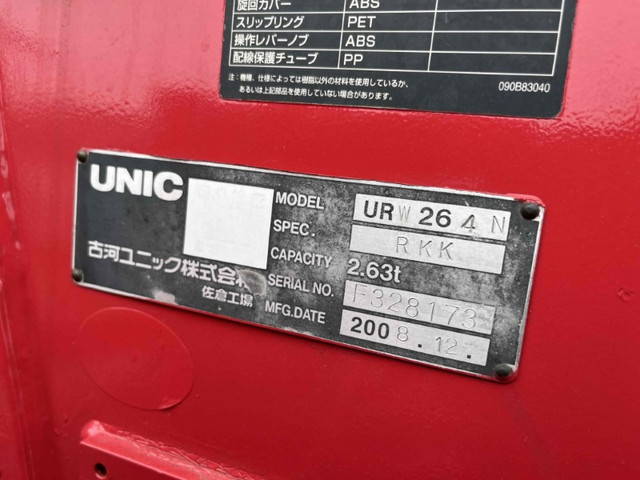 旋回カバー ABS
スリップリング PET
操作レバーノブ ABS
配線保護チューブ PP
注:機種、仕様によっては樹脂以外の材料を使用しているか、
あるいは上記部品を使用していない場合があります。
090B83040
UNIC
MODEL URW264N
SPEC. RKK
CAPACITY 2.63t
SERIAL NO. F328173
MFG.DATE 2008.12.
古河ユニック株式会社
佐倉工場